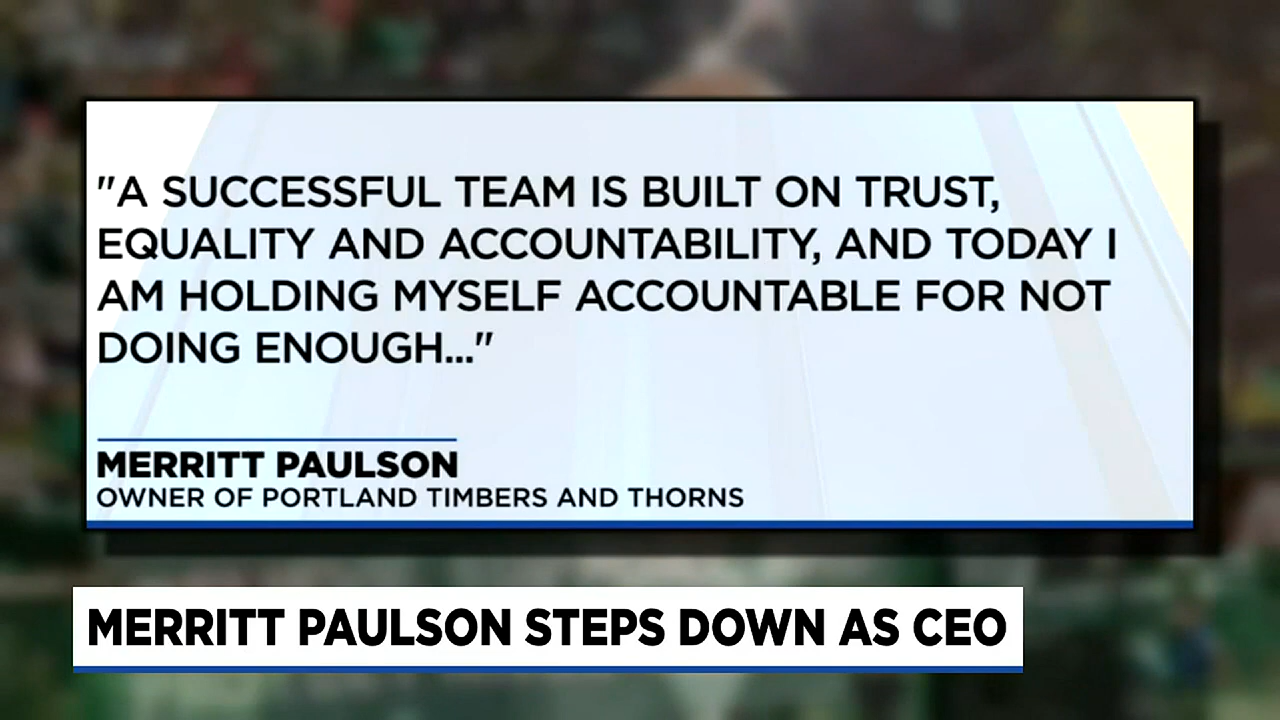 "A SUCCESSFUL TEAM IS BUILT ON TRUST,
EQUALITY AND ACCOUNTABILITY, AND TODAY I
AM HOLDING MYSELF ACCOUNTABLE FOR NOT
DOING ENOUGH..."
MERRITT PAULSON
OWNER OF PORTLAND TIMBERS AND THORNS
MERRITT PAULSON STEPS DOWN AS CEO